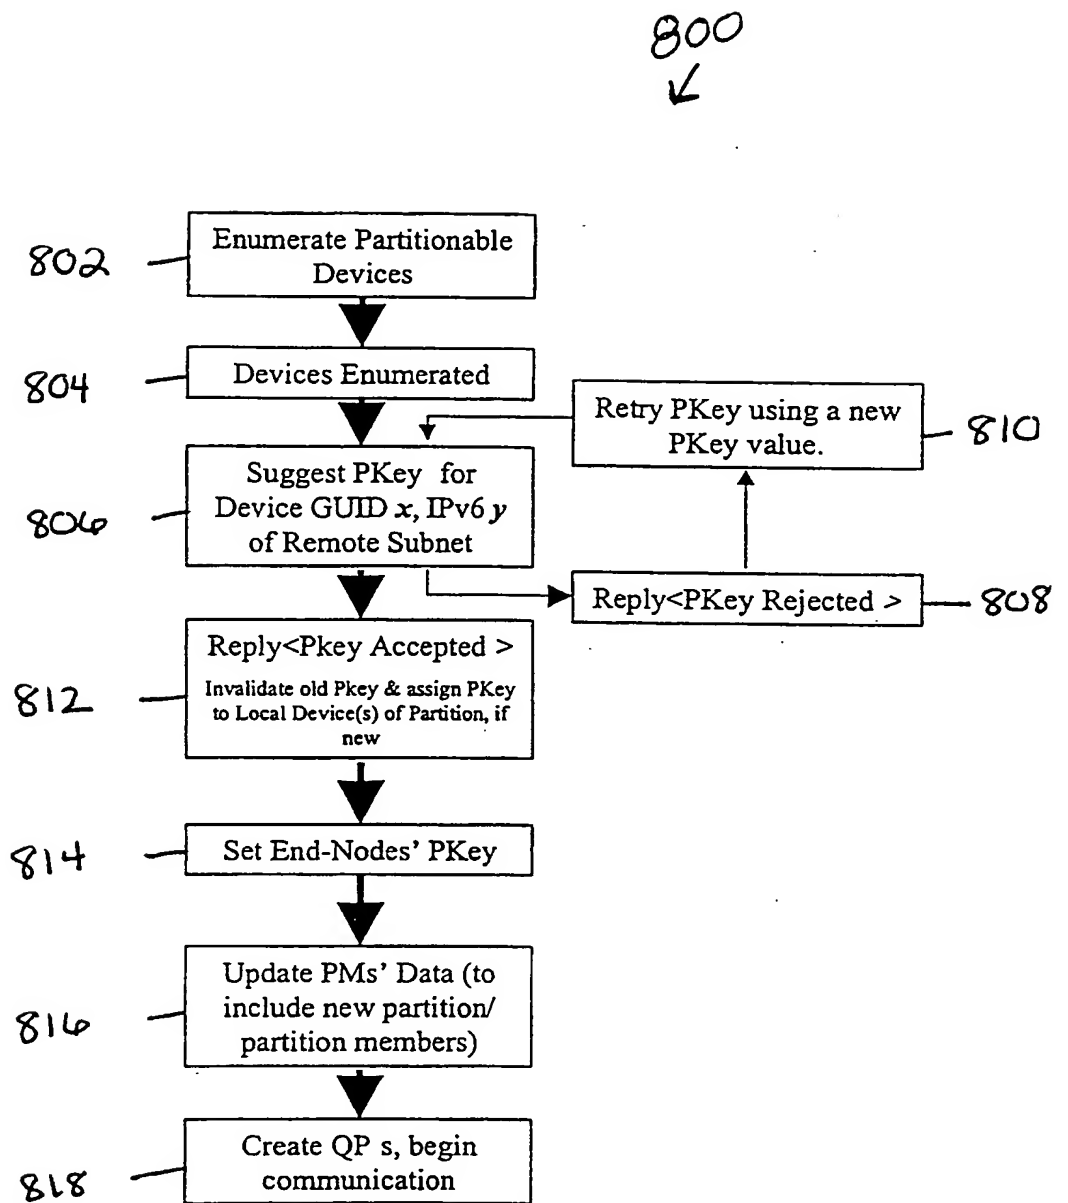 800
802
Enumerate Partitionable
Devices
804
Devices Enumerated
Retry PKey using a new
PKey value.
810
806
Suggest PKey for
Device GUID x, IPv6 y
of Remote Subnet
Reply<PKey Rejected >
808
812
Reply<Pkey Accepted >
Invalidate old Pkey & assign PKey
to Local Device(s) of Partition, if
new
814
Set End-Nodes' PKey
816
Update PMs' Data (to
include new partition/
partition members)
818
Create QP s, begin
communication